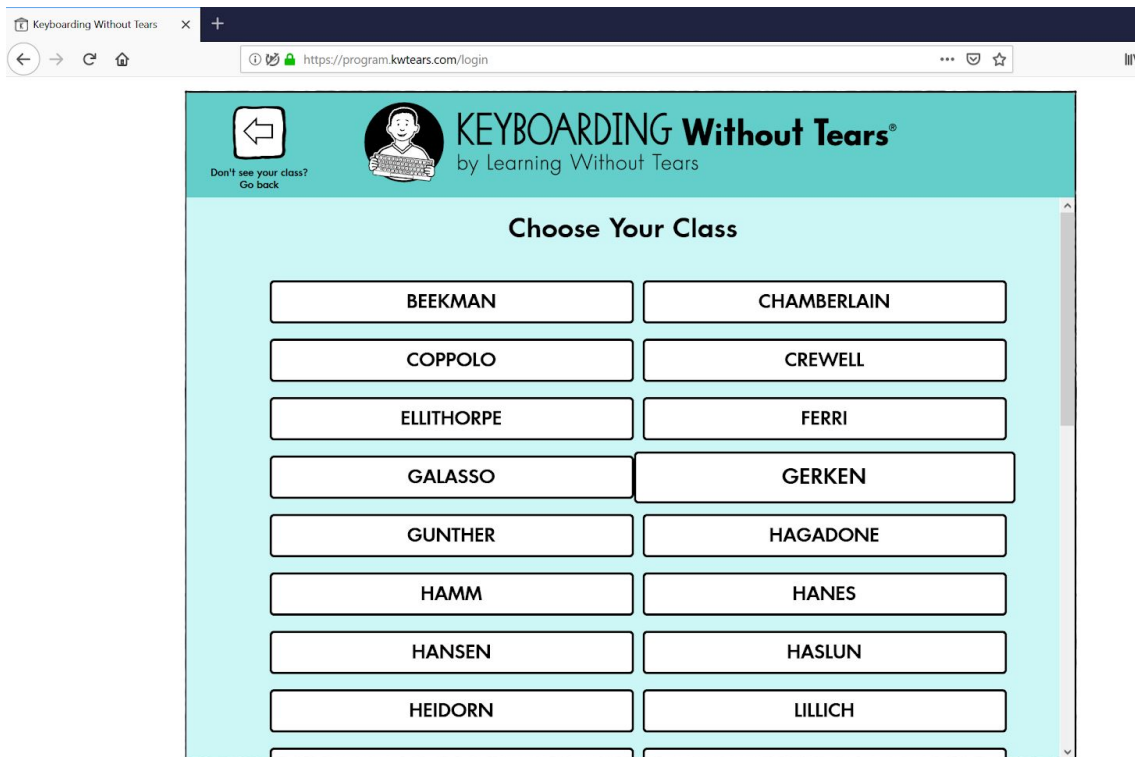 Keyboarding Without Tears
https://program.kwtears.com/login
KEYBOARDING Without Tears®
by Learning Without Tears
Don't see your class?
Go back
Choose Your Class
BEEKMAN CHAMBERLAIN
COPPOLO CREWELL
ELLITHORPE FERRI
GALASSO GERKEN
GUNTHER HAGADONE
HAMM HANES
HANSEN HASLUN
HEIDORN LILLICH